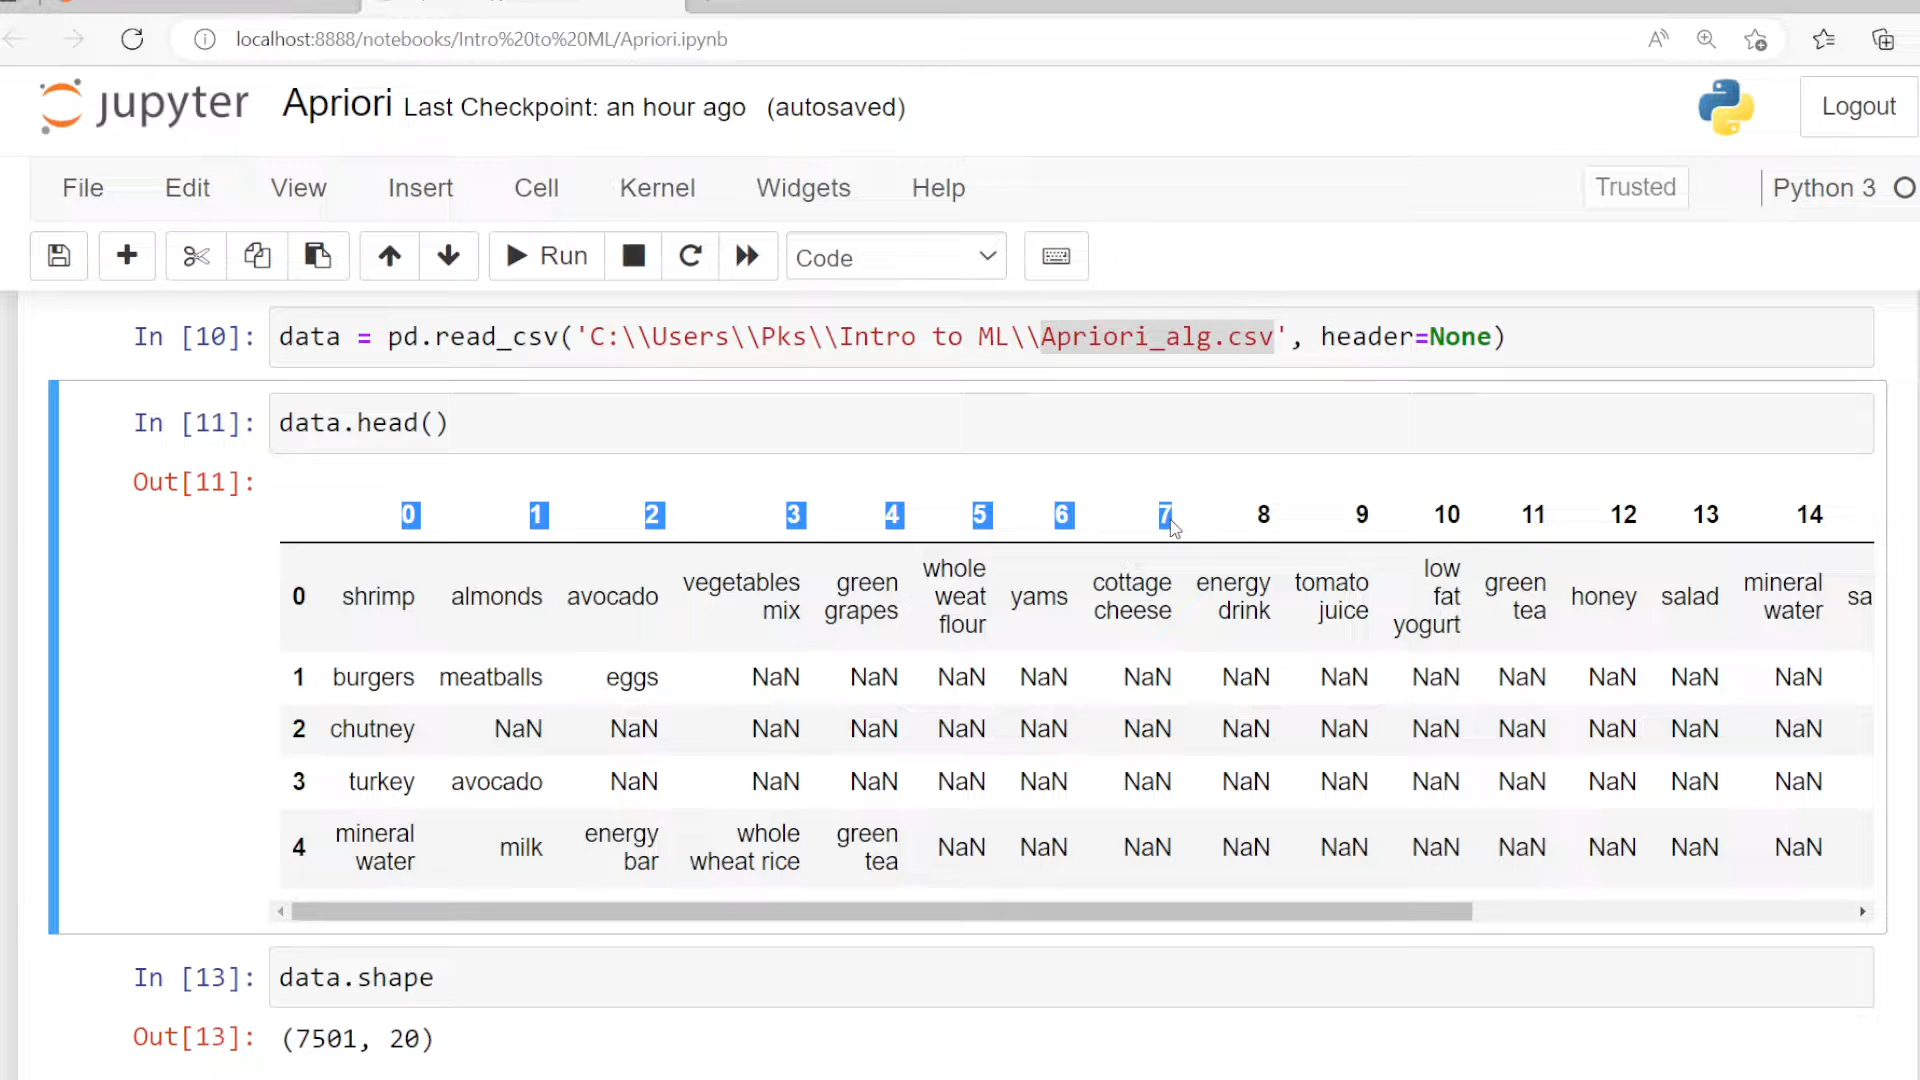 localhost:8888/notebooks/Intro%20to%20ML/Apriori.ipynb
jupyter Apriori Last Checkpoint: an hour ago (autosaved) Logout
File Edit View Insert Cell Kernel Widgets Help Trusted Python 3
Run Code
In [10]: data = pd.read_csv('C:\\Users\\Pks\\Intro to ML\\Apriori_alg.csv', header=None)
In [11]: data.head()
Out[11]:
0 1 2 3 4 5 6 7 8 9 10 11 12 13 14
0 shrimp almonds avocado vegetables mix green grapes whole weat flour yams cottage cheese energy drink tomato juice low fat yogurt green tea honey salad mineral water sa
1 burgers meatballs eggs NaN NaN NaN NaN NaN NaN NaN NaN NaN NaN NaN NaN
2 chutney NaN NaN NaN NaN NaN NaN NaN NaN NaN NaN NaN NaN NaN NaN
3 turkey avocado NaN NaN NaN NaN NaN NaN NaN NaN NaN NaN NaN NaN NaN
4 mineral water milk energy bar whole wheat rice green tea NaN NaN NaN NaN NaN NaN NaN NaN NaN NaN
In [13]: data.shape
Out[13]: (7501, 20)